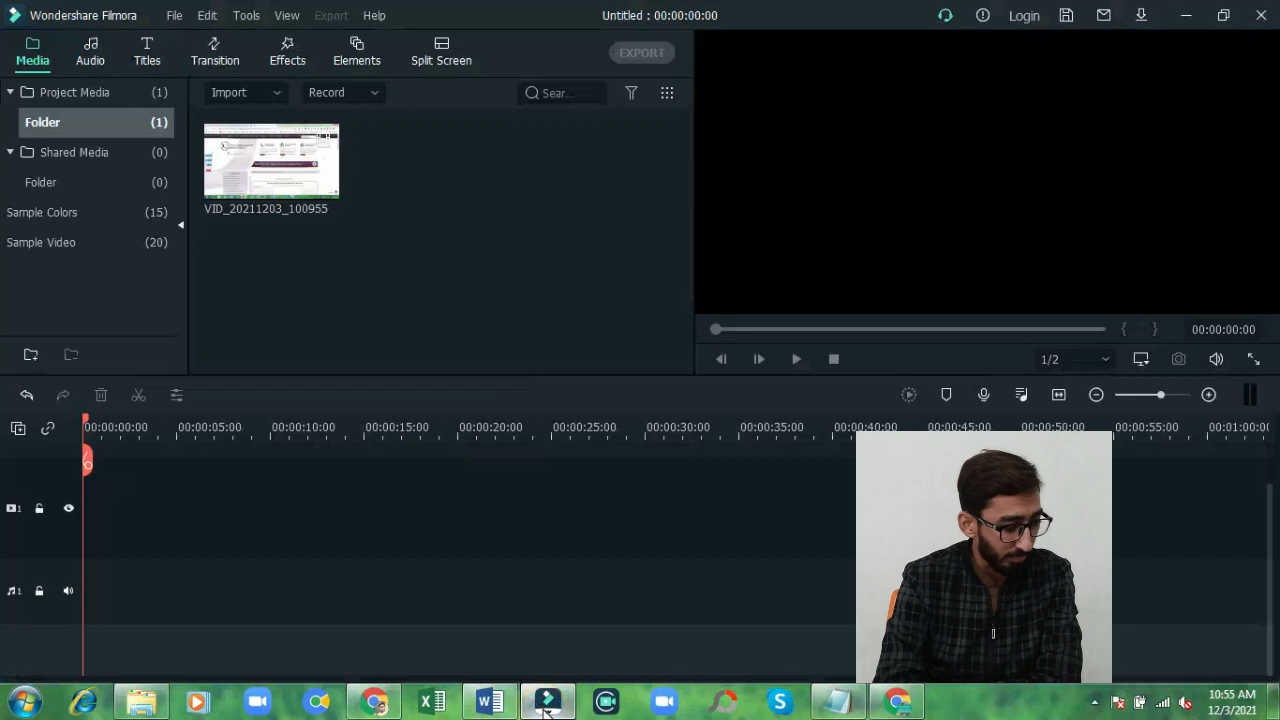 Wondershare Filmora
File
Edit
Tools
View
Export
Help
Untitled : 00:00:00:00
Login
Media
Audio
Titles
Transition
Effects
Elements
Split Screen
EXPORT
Project Media
(1)
Import
Record
Sear...
Folder
(1)
(0)
(0)
Sample Colors
(15)
Sample Video
(20)
VID_20211203_100955
00:00:00:00
1/2
00:00:00:00
00:00:05:00
00:00:10:00
00:00:15:00
00:00:20:00
00:00:25:00
00:00:30:00
00:00:35:00
00:00:40:00
00:00:45:00
00:00:50:00
00:00:55:00
00:01:00:00
1
1
10:55 AM
12/3/2021